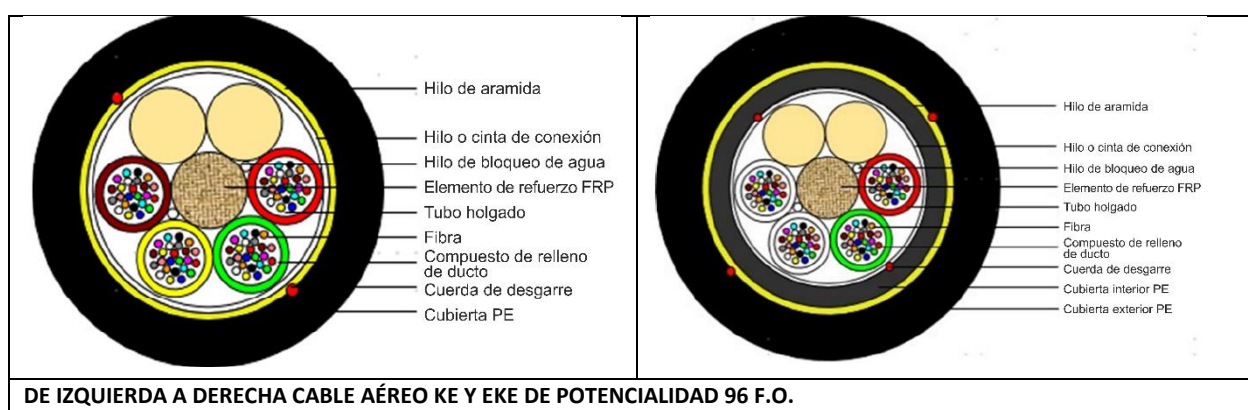 Hilo de aramida
Hilo o cinta de conexión
Hilo de bloqueo de agua
Elemento de refuerzo FRP
Tubo holgado
Fibra
Compuesto de relleno
de ducto
Cuerda de desgarre
Cubierta PE
Hilo de aramida
Hilo o cinta de conexión
Hilo de bloqueo de agua
Elemento de refuerzo FRP
Tubo holgado
Fibra
Compuesto de relleno
de ducto
Cuerda de desgarre
Cubierta interior PE
Cubierta exterior PE
DE IZQUIERDA A DERECHA CABLE AÉREO KE Y EKE DE POTENCIALIDAD 96 F.O.